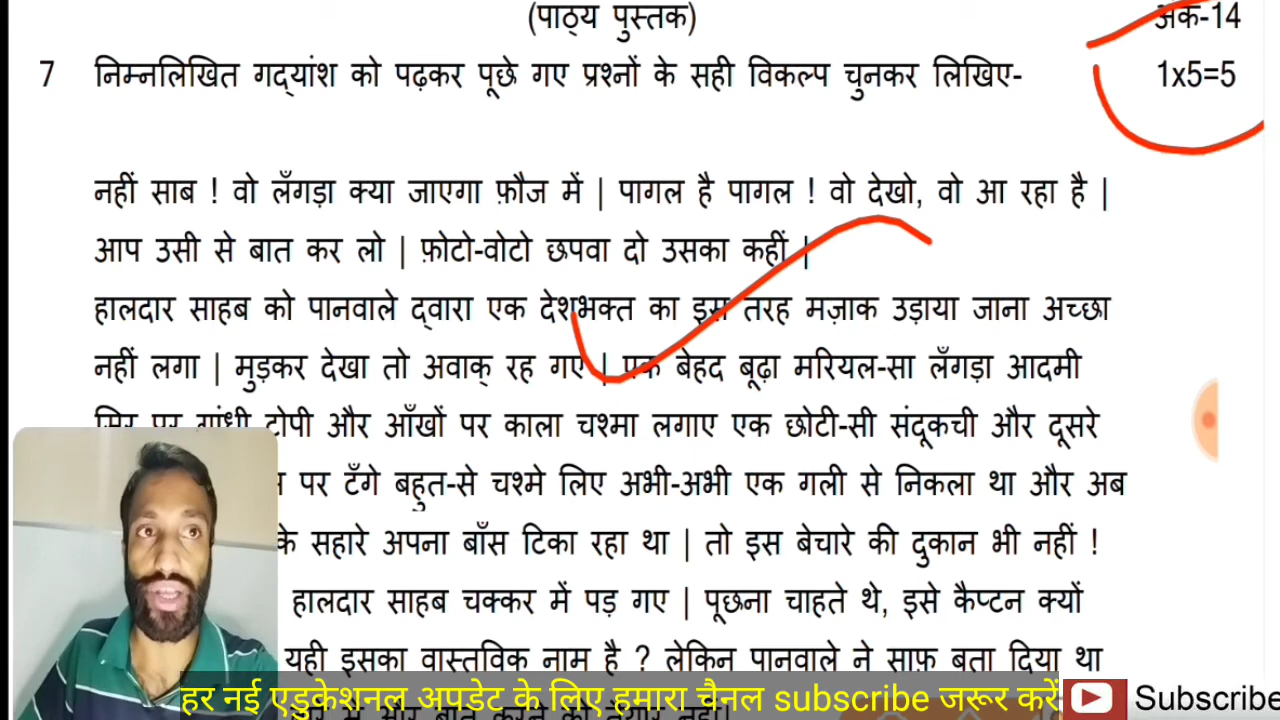 (पाठ्य पुस्तक) अंक-14
7 निम्नलिखित गद्यांश को पढ़कर पूछे गए प्रश्नों के सही विकल्प चुनकर लिखिए- 1x5=5
नहीं साब ! वो लँगड़ा क्या जाएगा फ़ौज में | पागल है पागल ! वो देखो, वो आ रहा है |
आप उसी से बात कर लो | फ़ोटो-वोटो छपवा दो उसका कहीं |
हालदार साहब को पानवाले द्वारा एक देशभक्त का इस तरह मज़ाक उड़ाया जाना अच्छा
नहीं लगा | मुड़कर देखा तो अवाक् रह गए | एक बेहद बूढ़ा मरियल-सा लँगड़ा आदमी
सिर पर गांधी टोपी और आँखों पर काला चश्मा लगाए एक छोटी-सी संदूकची और दूसरे
पर टँगे बहुत-से चश्मे लिए अभी-अभी एक गली से निकला था और अब
के सहारे अपना बाँस टिका रहा था | तो इस बेचारे की दुकान भी नहीं !
हालदार साहब चक्कर में पड़ गए | पूछना चाहते थे, इसे कैप्टन क्यों
यही इसका वास्तविक नाम है ? लेकिन पानवाले ने साफ़ बता दिया था
हर नई एडुकेशनल अपडेट के लिए हमारा चैनल subscribe जरूर करें Subscribe